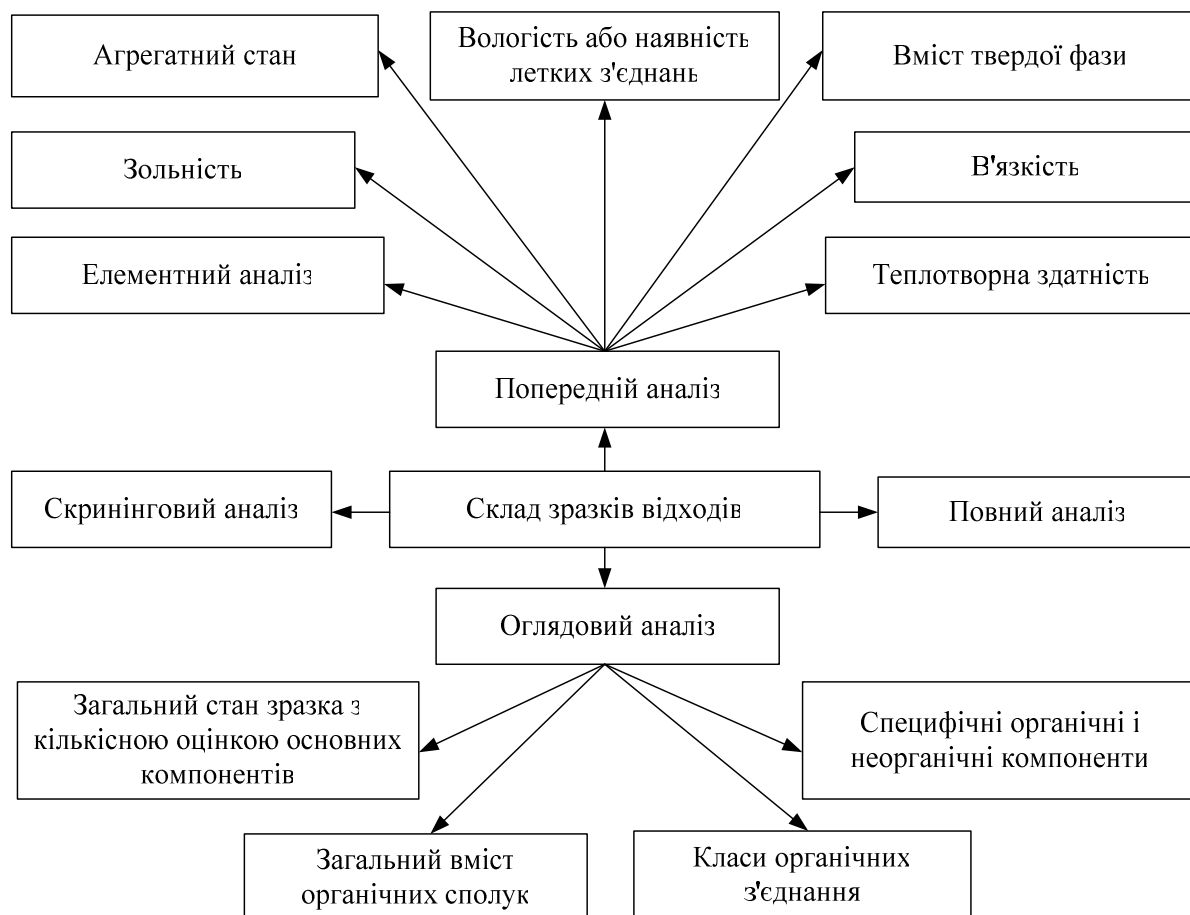 Агрегатний стан
Вологість або наявність
летких з'єднань
Вміст твердої фази
Зольність
В'язкість
Елементний аналіз
Теплотворна здатність
Попередній аналіз
Скринінговий аналіз
Склад зразків відходів
Повний аналіз
Оглядовий аналіз
Загальний стан зразка з
кількісною оцінкою основних
компонентів
Специфічні органічні і
неорганічні компоненти
Загальний вміст
органічних сполук
Класи органічних
з'єднання